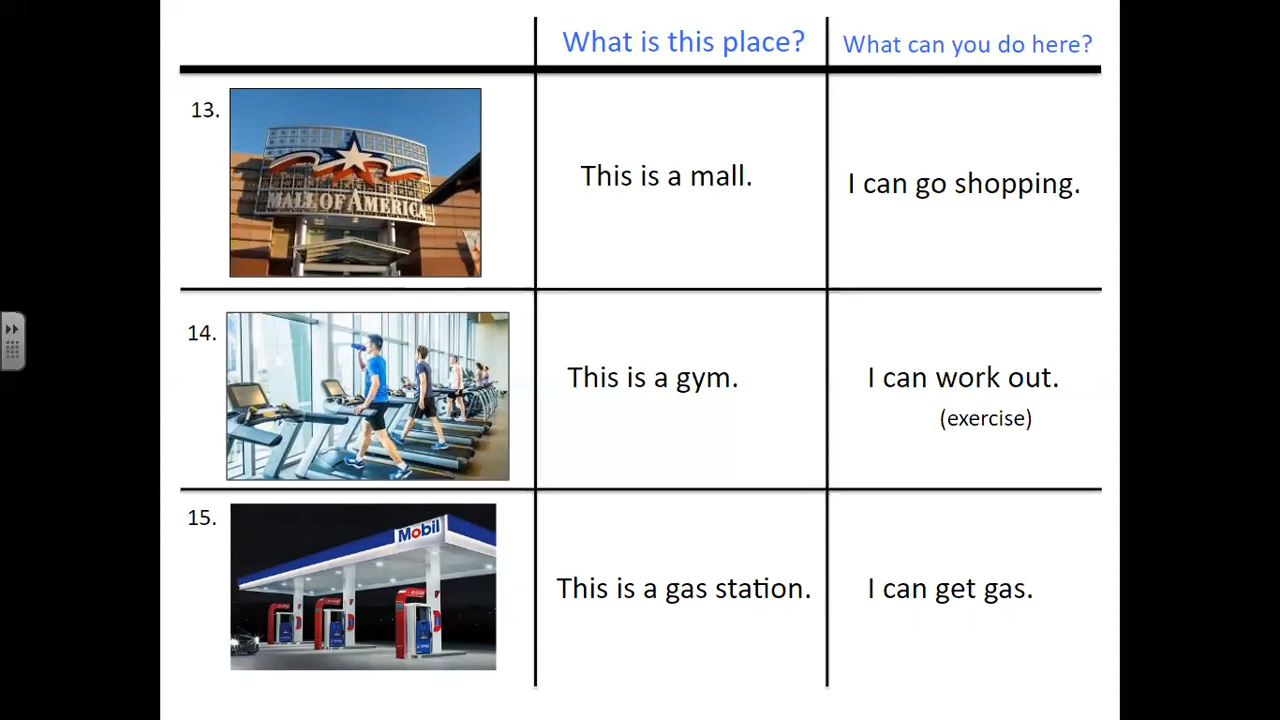 What is this place?
What can you do here?
13.
MALL OF AMERICA
This is a mall.
I can go shopping.
14.
This is a gym.
I can work out.
(exercise)
15.
Mobil
This is a gas station.
I can get gas.